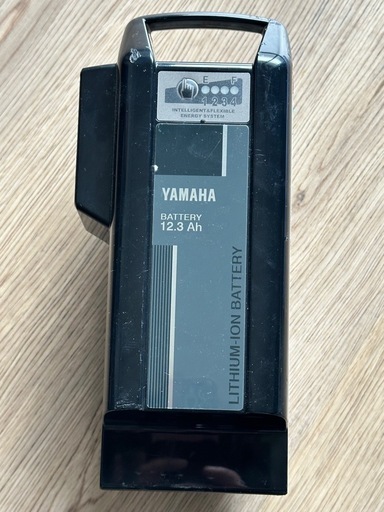 E F
1 2 3 4
INTELLIGENT&FLEXIBLE
ENERGY SYSTEM
YAMAHA
BATTERY
12.3 Ah
LITHIUM-ION BATTERY